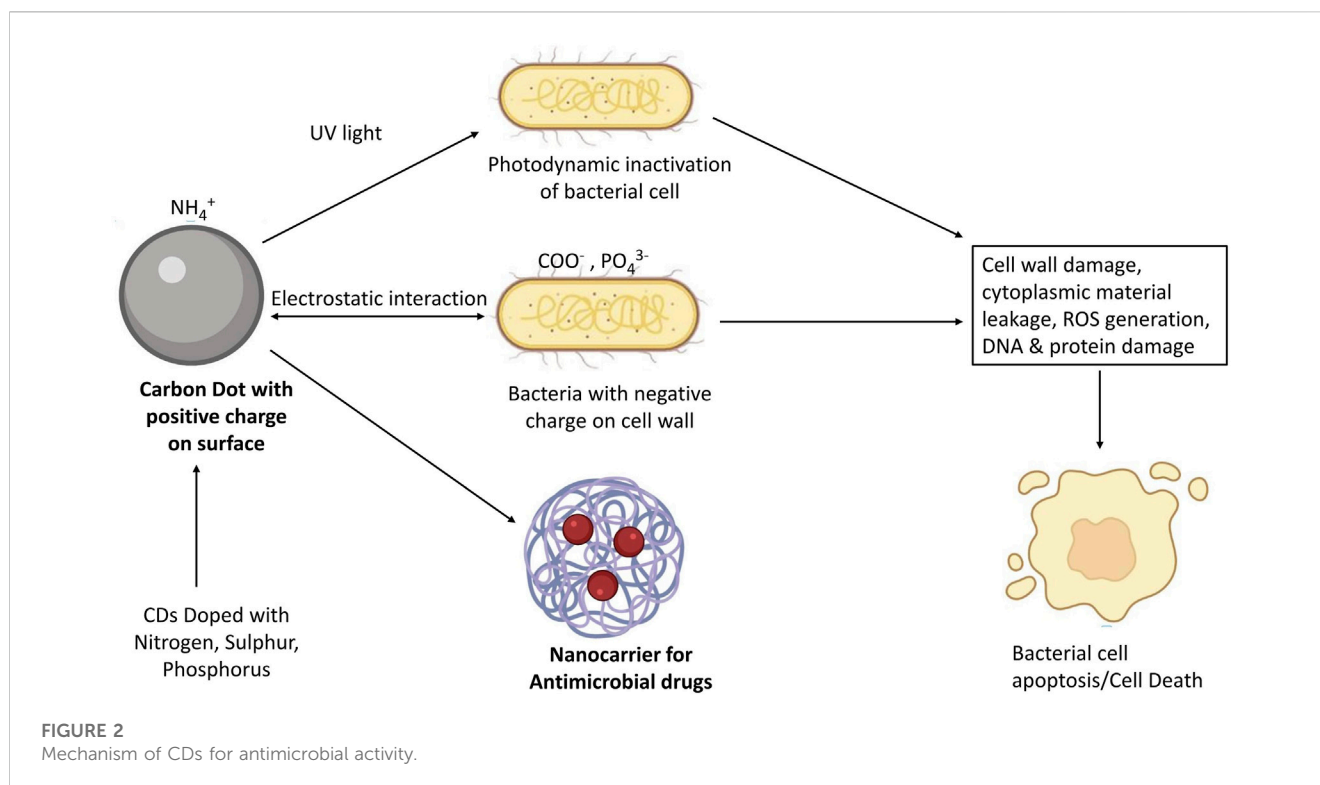 UV light
Photodynamic inactivation
of bacterial cell
NH₄⁺
COO⁻ , PO₄³⁻
Electrostatic interaction
Cell wall damage,
cytoplasmic material
leakage, ROS generation,
DNA & protein damage
Carbon Dot with
positive charge
on surface
Bacteria with negative
charge on cell wall
CDs Doped with
Nitrogen, Sulphur,
Phosphorus
Nanocarrier for
Antimicrobial drugs
Bacterial cell
apoptosis/Cell Death
FIGURE 2
Mechanism of CDs for antimicrobial activity.